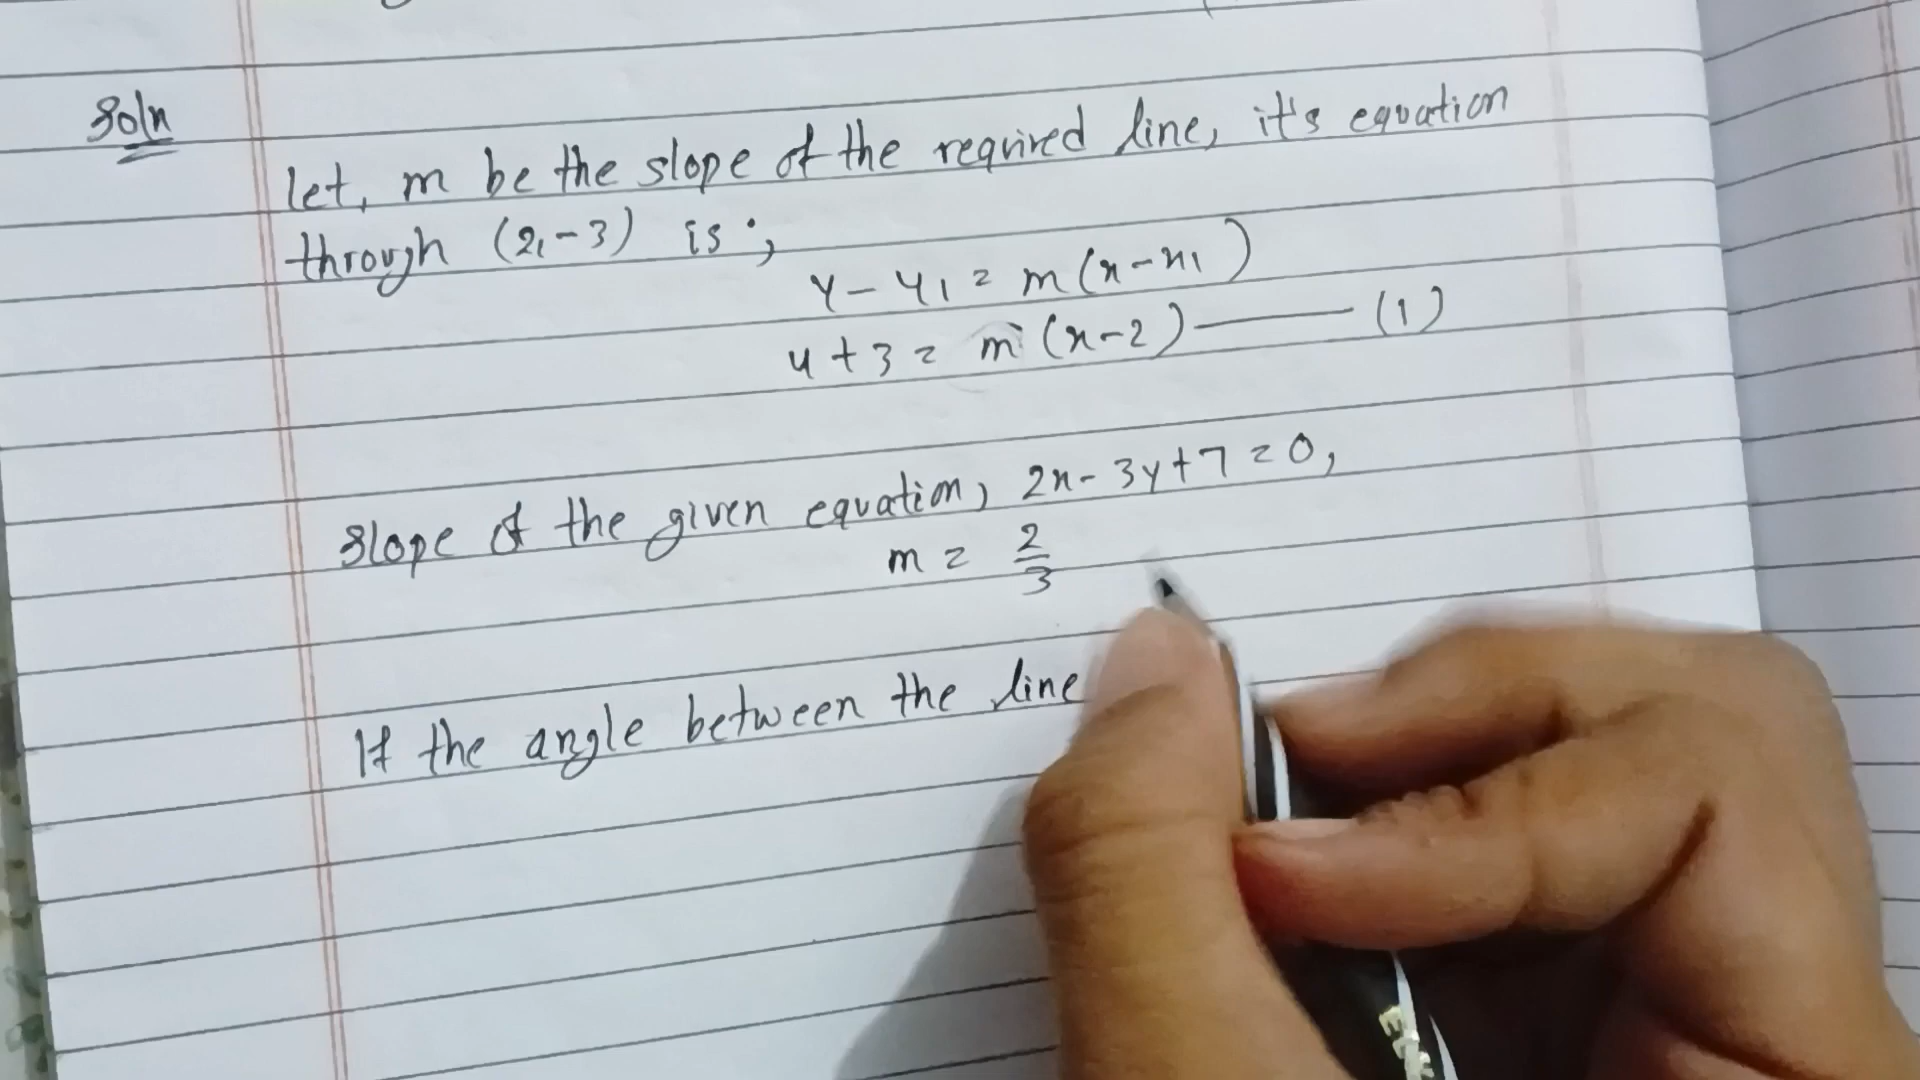 Soln
let, m be the slope of the required line, it's equation
through (2,-3) is;
y - y1 = m(x-x1)
y + 3 = m (x-2) —— (1)
slope of the given equation, 2x - 3y + 7 = 0,
m = 2/3
If the angle between the line